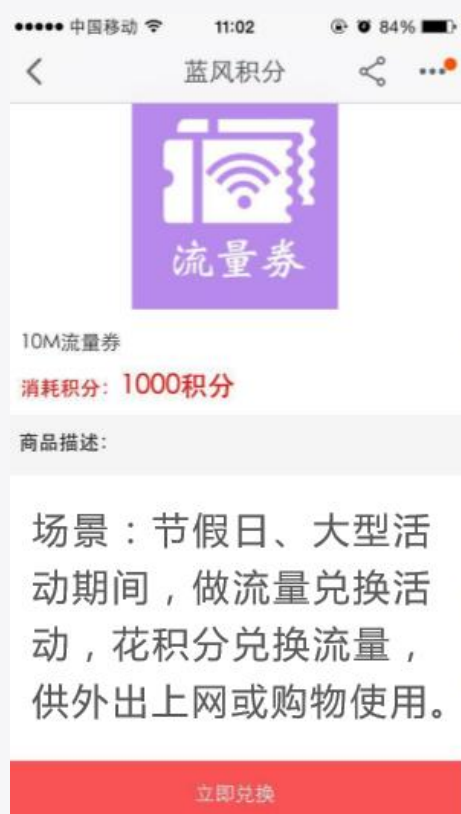 中国移动 11:02 84%
蓝风积分
流量券
10M流量券
消耗积分：1000积分
商品描述：
场景：节假日、大型活
动期间，做流量兑换活
动，花积分兑换流量，
供外出上网或购物使用。
立即兑换